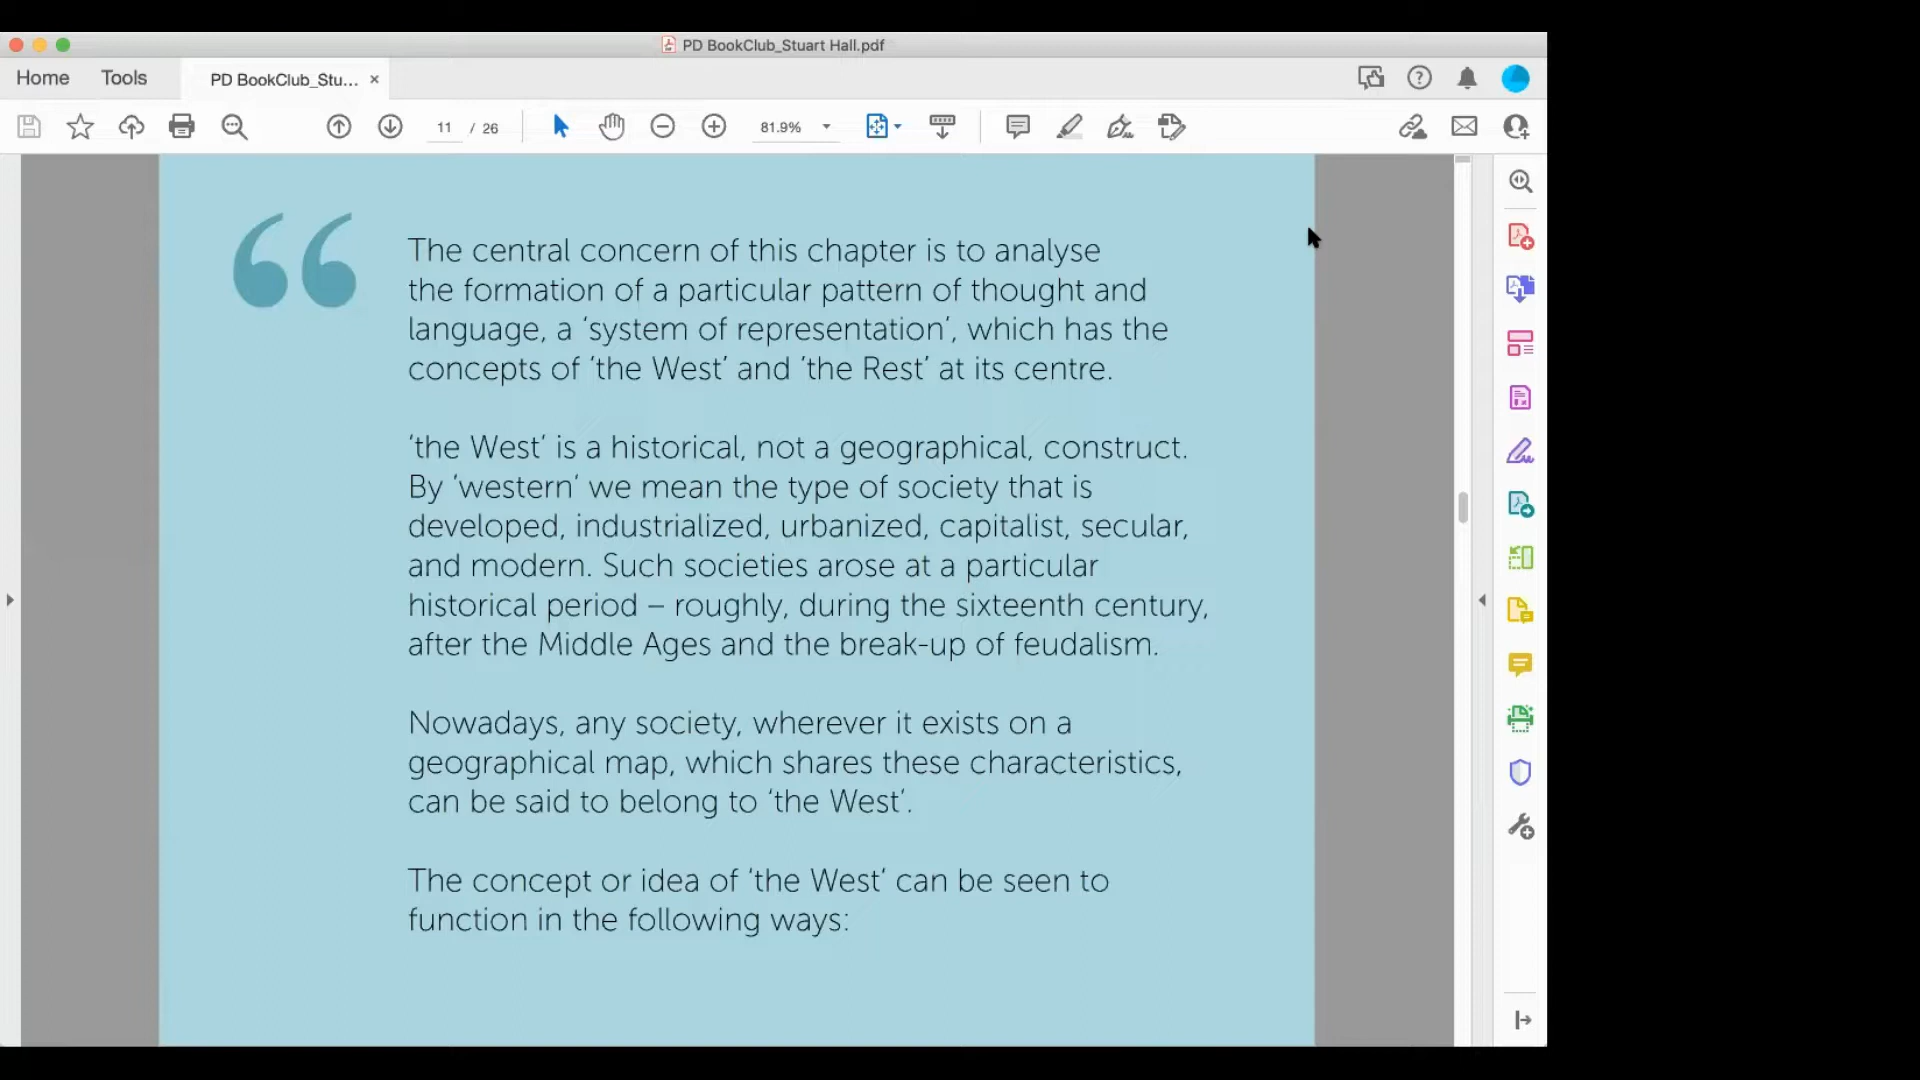 PD BookClub_Stuart Hall.pdf
Home Tools PD BookClub_Stu... ×
11 / 26 81.9%
“
The central concern of this chapter is to analyse
the formation of a particular pattern of thought and
language, a ‘system of representation’, which has the
concepts of ‘the West’ and ‘the Rest’ at its centre.
‘the West’ is a historical, not a geographical, construct.
By ‘western’ we mean the type of society that is
developed, industrialized, urbanized, capitalist, secular,
and modern. Such societies arose at a particular
historical period – roughly, during the sixteenth century,
after the Middle Ages and the break-up of feudalism.
Nowadays, any society, wherever it exists on a
geographical map, which shares these characteristics,
can be said to belong to ‘the West’.
The concept or idea of ‘the West’ can be seen to
function in the following ways: